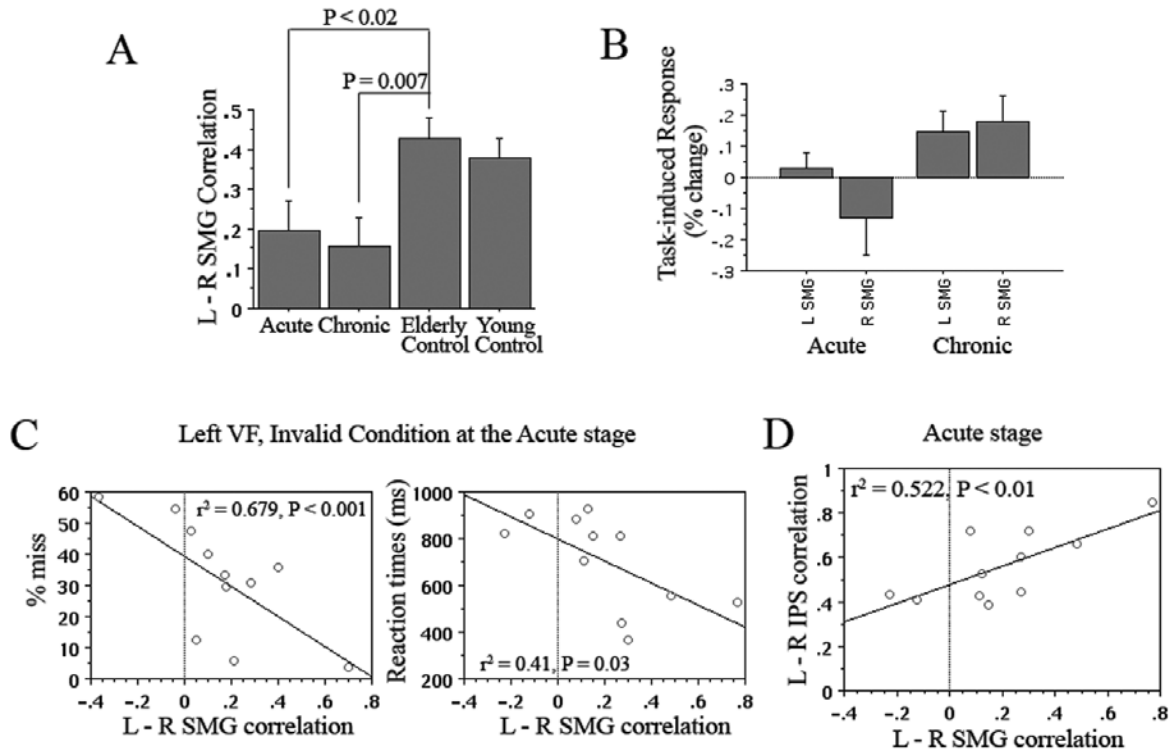 A
P < 0.02
P = 0.007
L - R SMG Correlation
.5
.4
.3
.2
.1
0
Acute
Chronic
Elderly
Control
Young
Control
B
Task-induced Response
(% change)
.3
.2
.1
0
-.1
-.2
-.3
L SMG
R SMG
L SMG
R SMG
Acute
Chronic
C
Left VF, Invalid Condition at the Acute stage
% miss
60
50
40
30
20
10
0
r² = 0.679, P < 0.001
-.4 -.2 0 .2 .4 .6 .8
L - R SMG correlation
Reaction times (ms)
1000
800
600
400
200
r² = 0.41, P = 0.03
-.4 -.2 0 .2 .4 .6 .8
L - R SMG correlation
D
Acute stage
L - R IPS correlation
1
.8
.6
.4
.2
0
r² = 0.522, P < 0.01
-.4 -.2 0 .2 .4 .6 .8
L - R SMG correlation